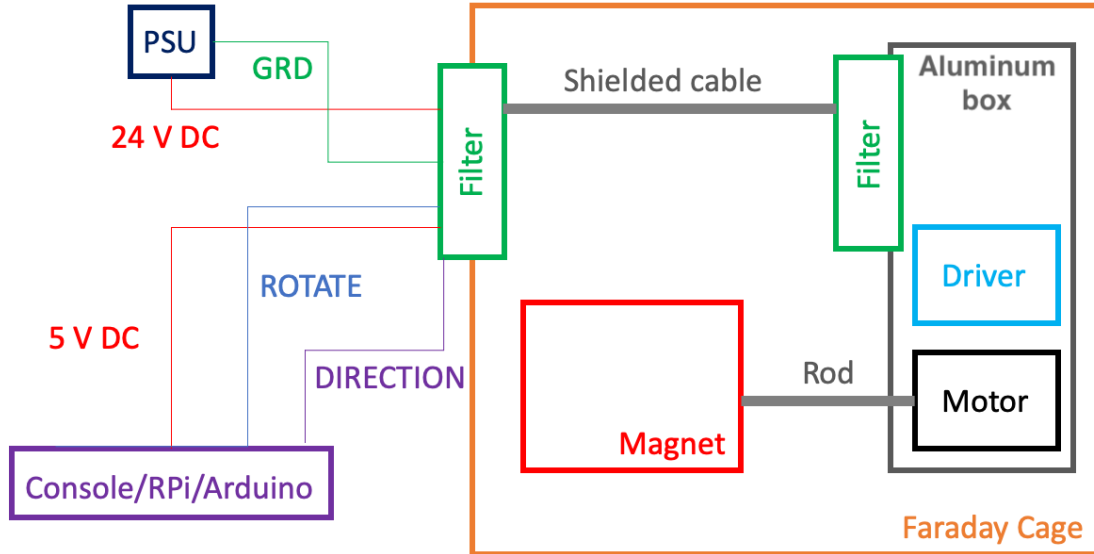 PSU
GRD
24 V DC
Filter
Shielded cable
Filter
Aluminum
box
Driver
ROTATE
5 V DC
DIRECTION
Rod
Motor
Magnet
Console/RPi/Arduino
Faraday Cage